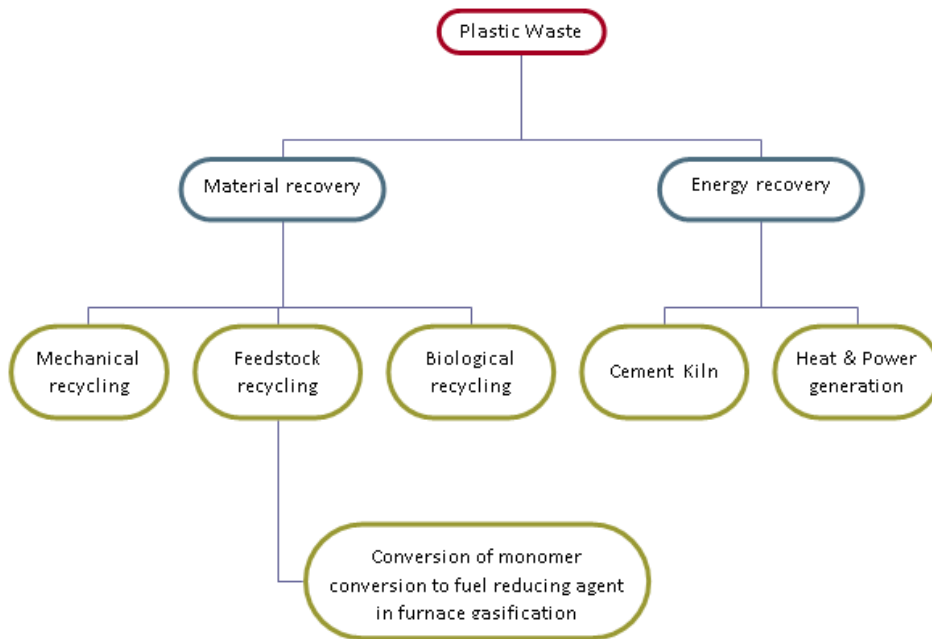 Plastic Waste
Material recovery
Energy recovery
Mechanical
recycling
Feedstock
recycling
Biological
recycling
Cement Kiln
Heat & Power
generation
Conversion of monomer
conversion to fuel reducing agent
in furnace gasification